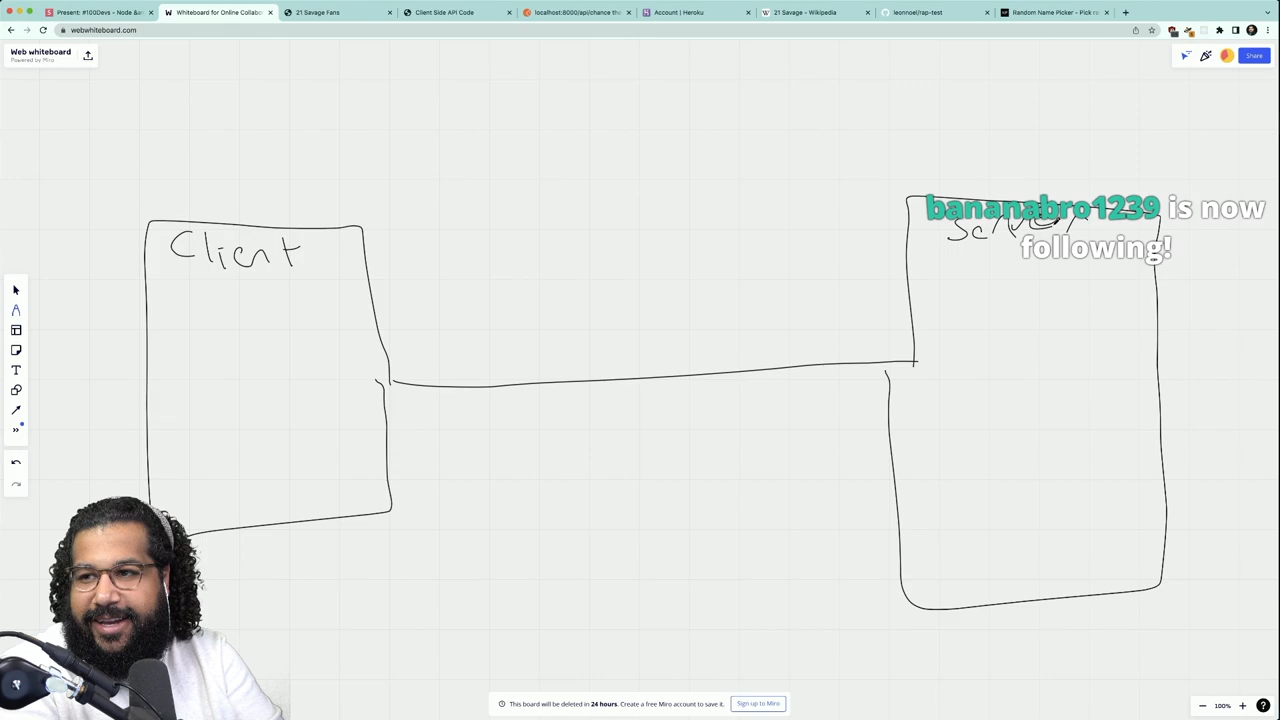 Present: #100Devs - Node &a
Whiteboard for Online Collabo
21 Savage Fans
Client Side API Code
localhost:8000/api/chance the
Account | Heroku
21 Savage - Wikipedia
leonnoel/rap-test
Random Name Picker - Pick ra
webwhiteboard.com
Web whiteboard
Powered by Miro
Share
bananabro1239 is now
following!
Client
Server
This board will be deleted in 24 hours. Create a free Miro account to save it.
Sign up to Miro
100%